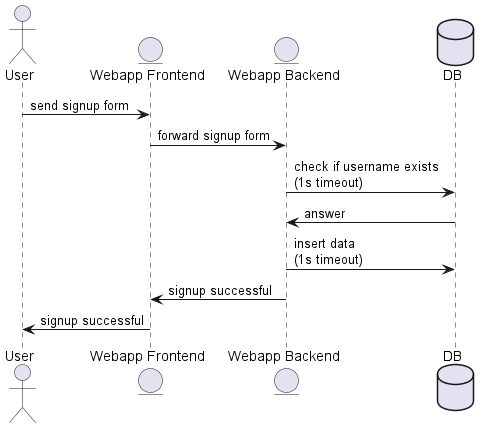 User
Webapp Frontend
Webapp Backend
DB
send signup form
forward signup form
check if username exists
(1s timeout)
answer
insert data
(1s timeout)
signup successful
signup successful
User
Webapp Frontend
Webapp Backend
DB